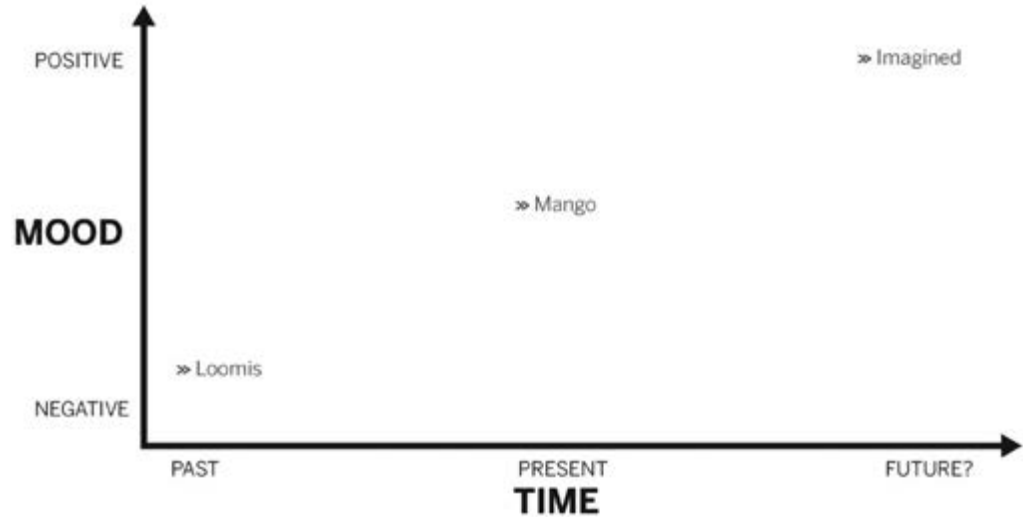 POSITIVE
» Imagined
» Mango
MOOD
» Loomis
NEGATIVE
PAST PRESENT FUTURE?
TIME